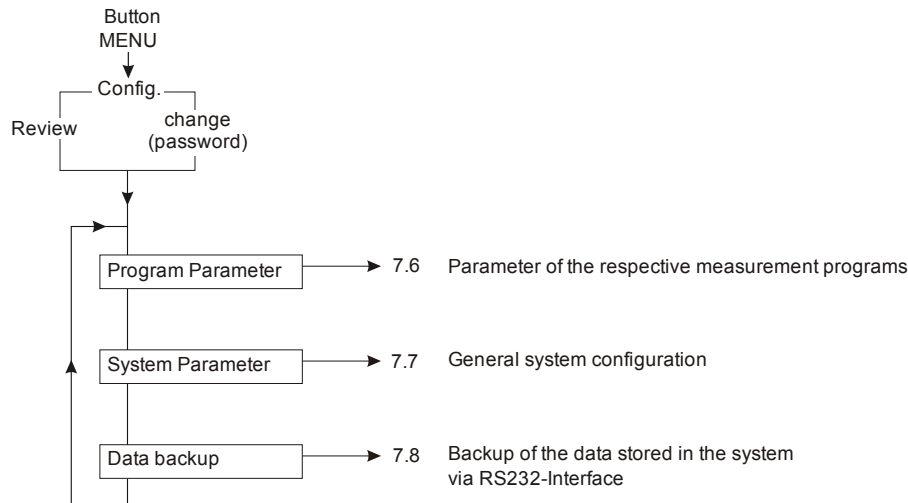 Button
MENU
Config.
Review
change
(password)
Program Parameter
7.6 Parameter of the respective measurement programs
System Parameter
7.7 General system configuration
Data backup
7.8 Backup of the data stored in the system
via RS232-Interface